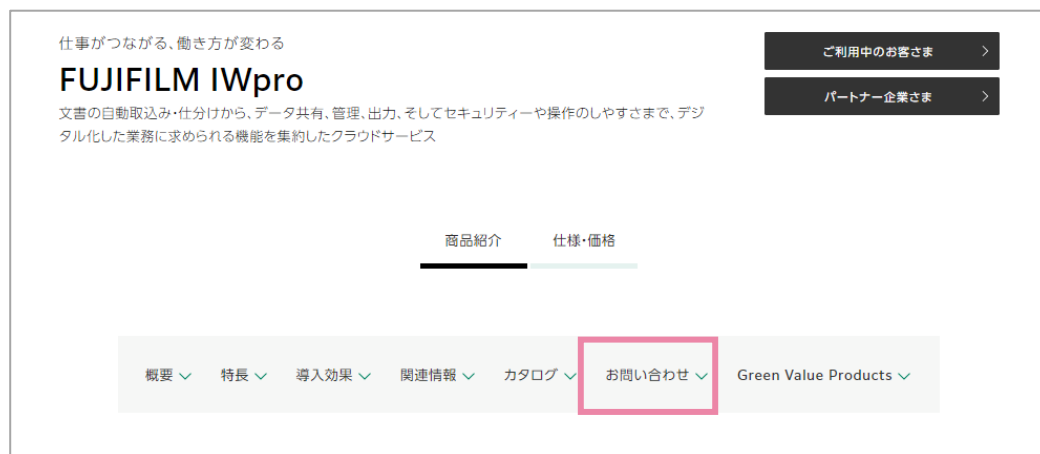 仕事がつながる、働き方が変わる
FUJIFILM IWpro
文書の自動取込み・仕分けから、データ共有、管理、出力、そしてセキュリティーや操作のしやすさまで、デジ
タル化した業務に求められる機能を集約したクラウドサービス
ご利用中のお客さま
パートナー企業さま
商品紹介 仕様・価格
概要 特長 導入効果 関連情報 カタログ お問い合わせ Green Value Products